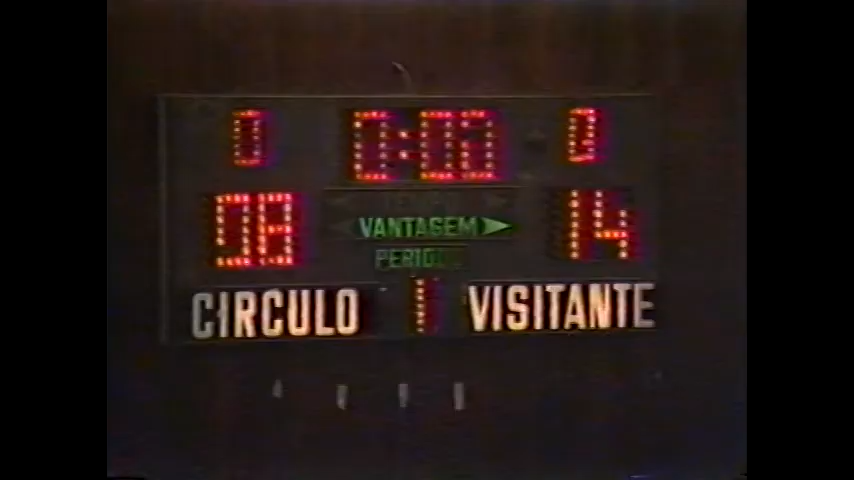 0 0:00 0
08 14
VANTAGEM
PERIODO
1
CIRCULO VISITANTE